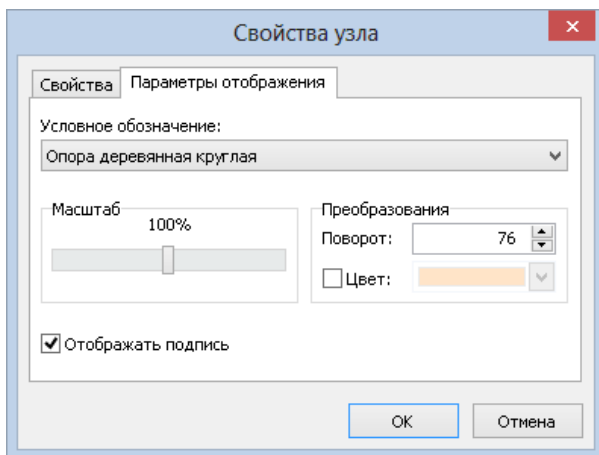 Свойства узла
Свойства
Параметры отображения
Условное обозначение:
Опора деревянная круглая
Масштаб
100%
Преобразования
Поворот:
76
Цвет:
Отображать подпись
OK
Отмена